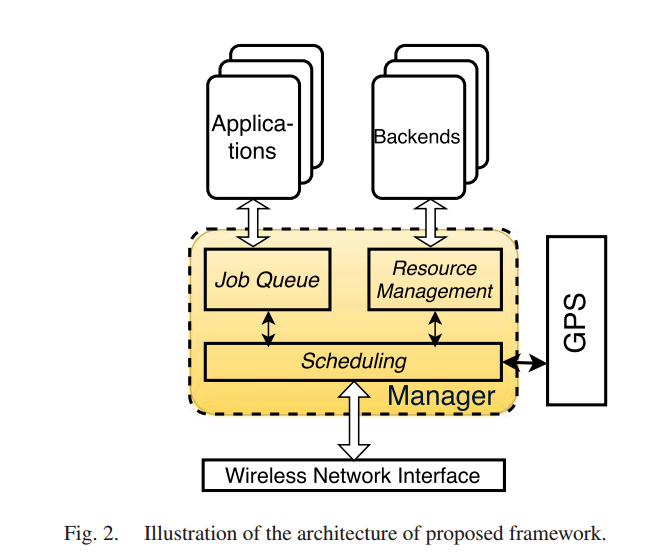 Applica-
tions
Backends
Job Queue
Resource
Management
Scheduling
Manager
GPS
Wireless Network Interface
Fig. 2. Illustration of the architecture of proposed framework.